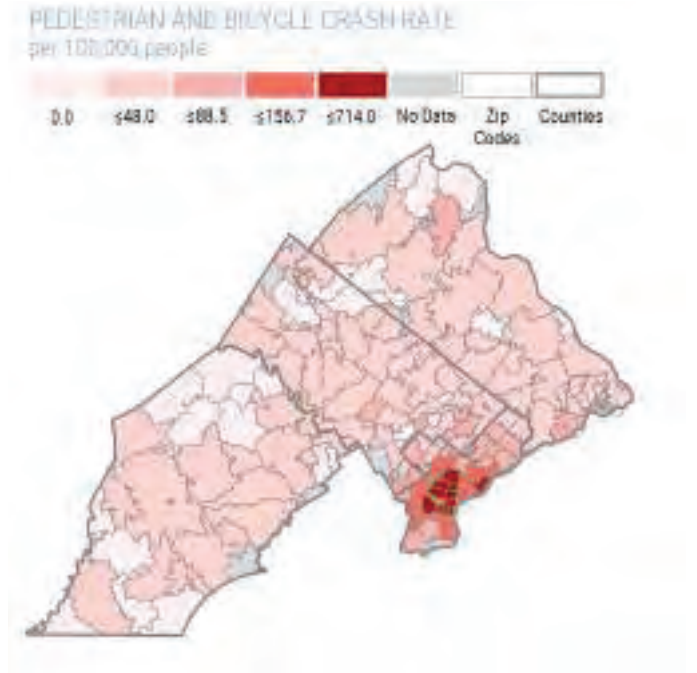 PEDESTRIAN AND BICYCLE CRASH RATE
per 100,000 people
0.0 ≤48.0 ≤88.5 ≤156.7 ≤714.0 No Data Zip Codes Counties